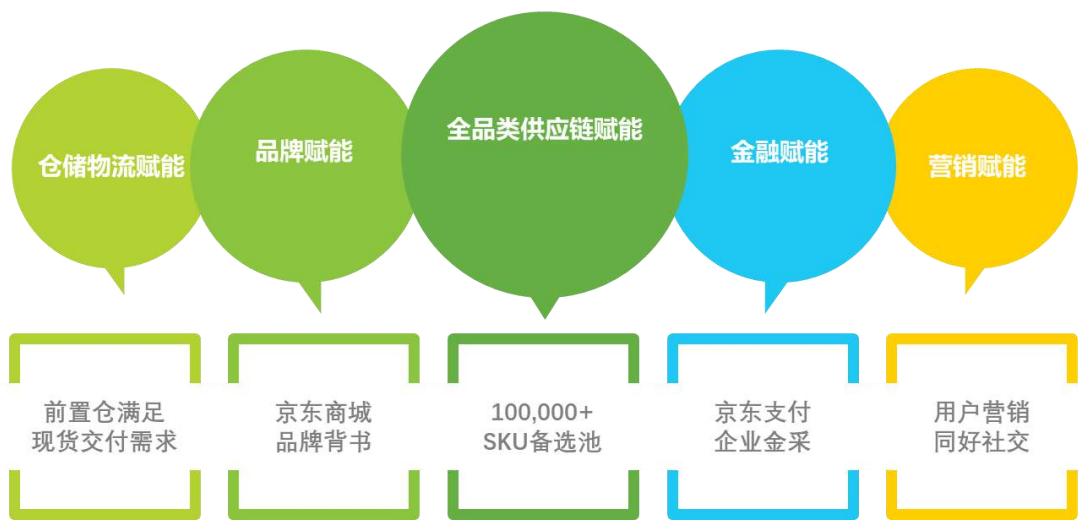 仓储物流赋能
品牌赋能
全品类供应链赋能
金融赋能
营销赋能
前置仓满足
现货交付需求
京东商城
品牌背书
100,000+
SKU备选池
京东支付
企业金采
用户营销
同好社交